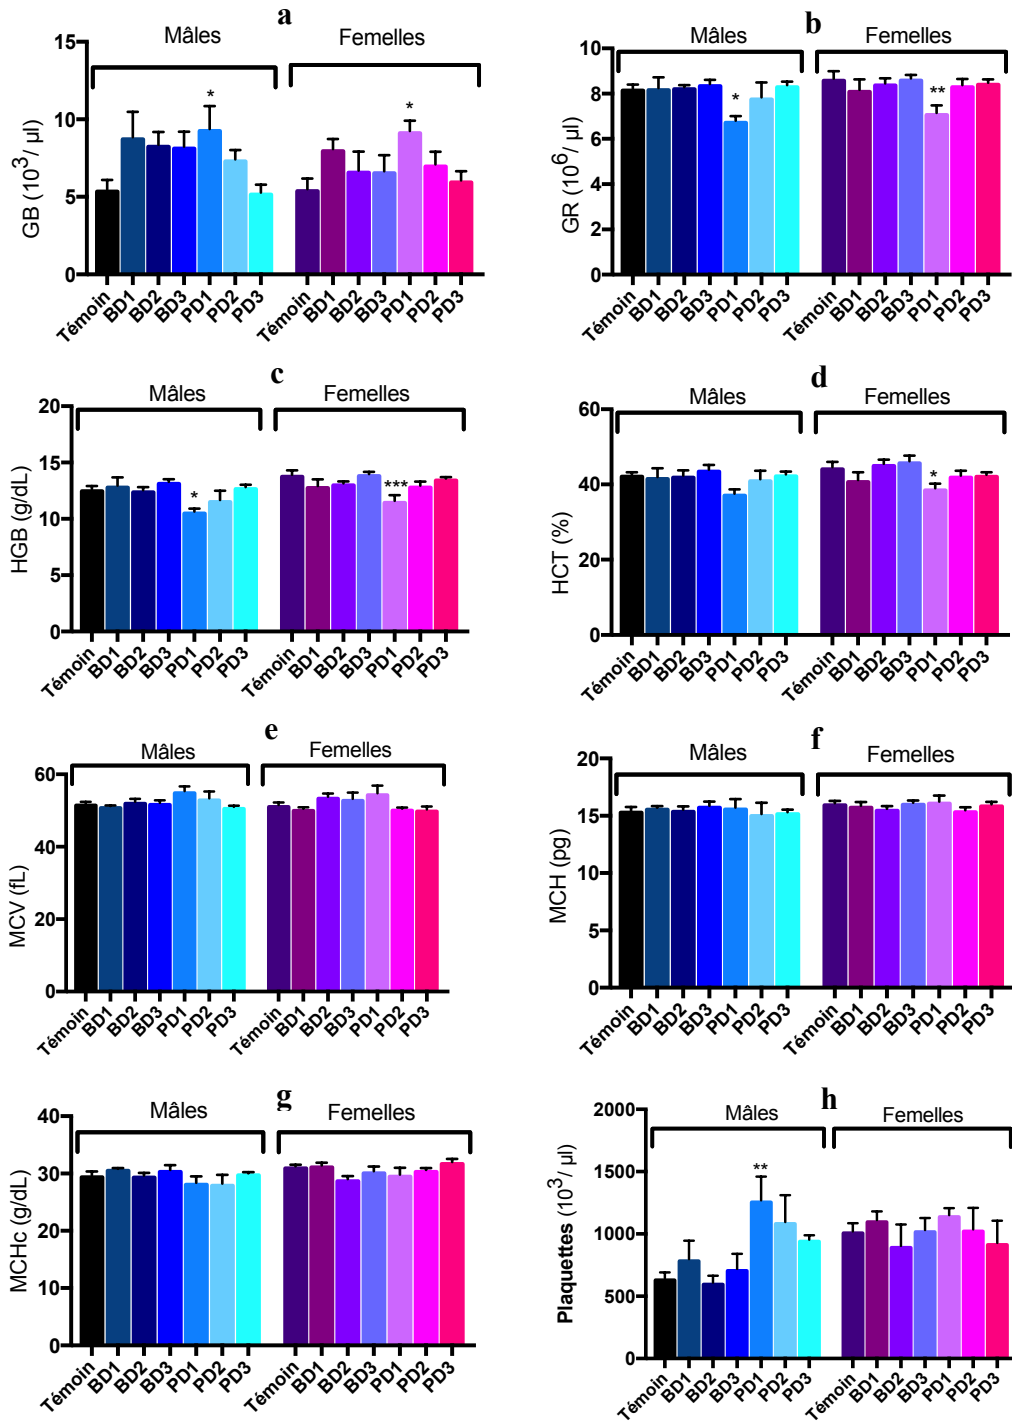 a
Mâles
Femelles
GB (10³/ µl)
15
10
5
0
*
*
Témoin BD1 BD2 BD3 PD1 PD2 PD3
Témoin BD1 BD2 BD3 PD1 PD2 PD3
b
Mâles
Femelles
GR (10⁶/ µl)
10
8
6
4
2
0
*
**
Témoin BD1 BD2 BD3 PD1 PD2 PD3
Témoin BD1 BD2 BD3 PD1 PD2 PD3
c
Mâles
Femelles
HGB (g/dL)
20
15
10
5
0
*
***
Témoin BD1 BD2 BD3 PD1 PD2 PD3
Témoin BD1 BD2 BD3 PD1 PD2 PD3
d
Mâles
Femelles
HCT (%)
60
40
20
0
*
Témoin BD1 BD2 BD3 PD1 PD2 PD3
Témoin BD1 BD2 BD3 PD1 PD2 PD3
e
Mâles
Femelles
MCV (fL)
60
40
20
0
Témoin BD1 BD2 BD3 PD1 PD2 PD3
Témoin BD1 BD2 BD3 PD1 PD2 PD3
f
Mâles
Femelles
MCH (pg)
20
15
10
5
0
Témoin BD1 BD2 BD3 PD1 PD2 PD3
Témoin BD1 BD2 BD3 PD1 PD2 PD3
g
Mâles
Femelles
MCHc (g/dL)
40
30
20
10
0
Témoin BD1 BD2 BD3 PD1 PD2 PD3
Témoin BD1 BD2 BD3 PD1 PD2 PD3
h
Mâles
Femelles
Plaquettes (10³/ µl)
2000
1500
1000
500
0
**
Témoin BD1 BD2 BD3 PD1 PD2 PD3
Témoin BD1 BD2 BD3 PD1 PD2 PD3